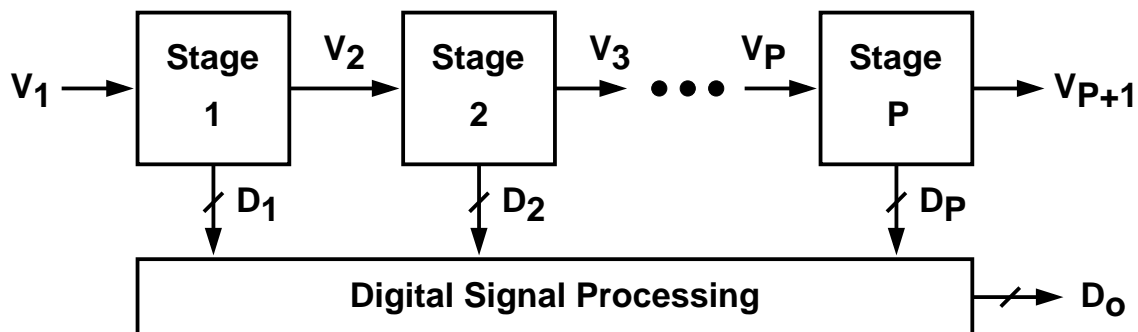 Stage 1
Stage 2
Stage P
V1
V2
V3
VP
VP+1
D1
D2
DP
Digital Signal Processing
Do